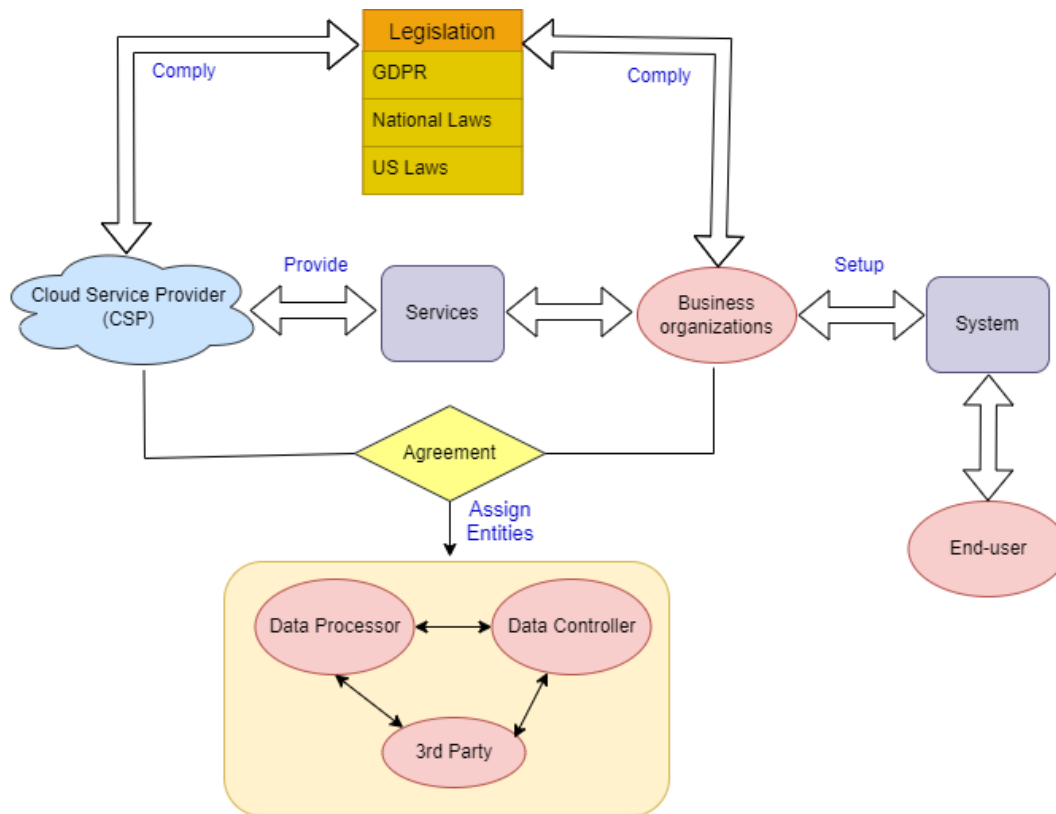 Legislation
Comply
GDPR
Comply
National Laws
US Laws
Provide
Setup
Cloud Service Provider
(CSP)
Services
Business
organizations
System
Agreement
Assign
Entities
End-user
Data Processor
Data Controller
3rd Party